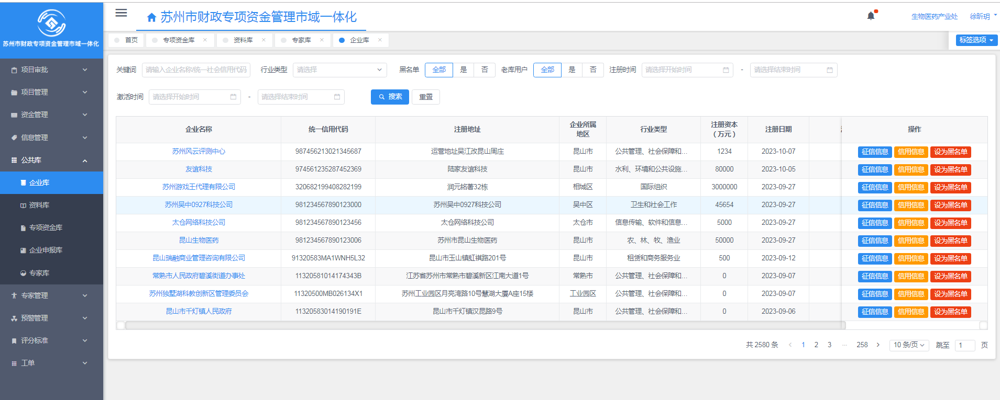 苏州市财政专项资金管理市域一体化
生物医药产业处 徐昕玥
苏州市财政专项资金管理市域一体化
首页 专项资金库 × 资料库 × 专家库 × 企业库 × 标签选项
项目审批
项目管理
资金管理
信息管理
公共库
企业库
资料库
专项资金库
企业申报库
专家库
专家管理
预警管理
评分标准
工单
关键词 请输入企业名称/统一社会信用代码 行业类型 请选择 黑名单 全部 是 否 老库用户 全部 是 否 注册时间 请选择开始时间 - 请选择结束时间
激活时间 请选择开始时间 - 请选择结束时间 搜索 重置
企业名称 统一信用代码 注册地址 企业所属地区 行业类型 注册资本（万元） 注册日期 操作
苏州风云评测中心 987456213021345687 运营地址吴江改昆山周庄 昆山市 公共管理、社会保障和... 1234 2023-10-07 征信信息 信用信息 设为黑名单
友谊科技 974561235287452369 陆家友谊科技 昆山市 水利、环境和公共设施... 80000 2023-10-05 征信信息 信用信息 设为黑名单
苏州游戏王代理有限公司 320682199408282199 润元铭著32栋 相城区 国际组织 3000000 2023-09-27 征信信息 信用信息 设为黑名单
苏州吴中0927科技公司 981234567890123000 苏州吴中0927科技公司 吴中区 卫生和社会工作 45654 2023-09-27 征信信息 信用信息 设为黑名单
太仓网络科技公司 981234567890123456 太仓网络科技公司 太仓市 信息传输、软件和信息... 5000 2023-09-27 征信信息 信用信息 设为黑名单
昆山生物医药 981234567890123006 苏州市昆山生物医药 昆山市 农、林、牧、渔业 50000 2023-09-27 征信信息 信用信息 设为黑名单
昆山瑞融商业管理咨询有限公司 91320583MA1WNH5L32 昆山市玉山镇虹祺路201号 昆山市 租赁和商务服务业 500 2023-09-12 征信信息 信用信息 设为黑名单
常熟市人民政府碧溪街道办事处 11320581014174343B 江苏省苏州市常熟市碧溪新区江南大道1号 常熟市 公共管理、社会保障和... 0 2023-09-07 征信信息 信用信息 设为黑名单
苏州独墅湖科教创新区管理委员会 11320500MB026134X1 苏州工业园区月亮湾路10号慧湖大厦A座15楼 工业园区 公共管理、社会保障和... 0 2023-09-07 征信信息 信用信息 设为黑名单
昆山市千灯镇人民政府 11320583014190191E 昆山市千灯镇汉昆路9号 昆山市 公共管理、社会保障和... 0 2023-09-06 征信信息 信用信息 设为黑名单
共 2580 条 < 1 2 3 ... 258 > 10 条/页 跳至 1 页